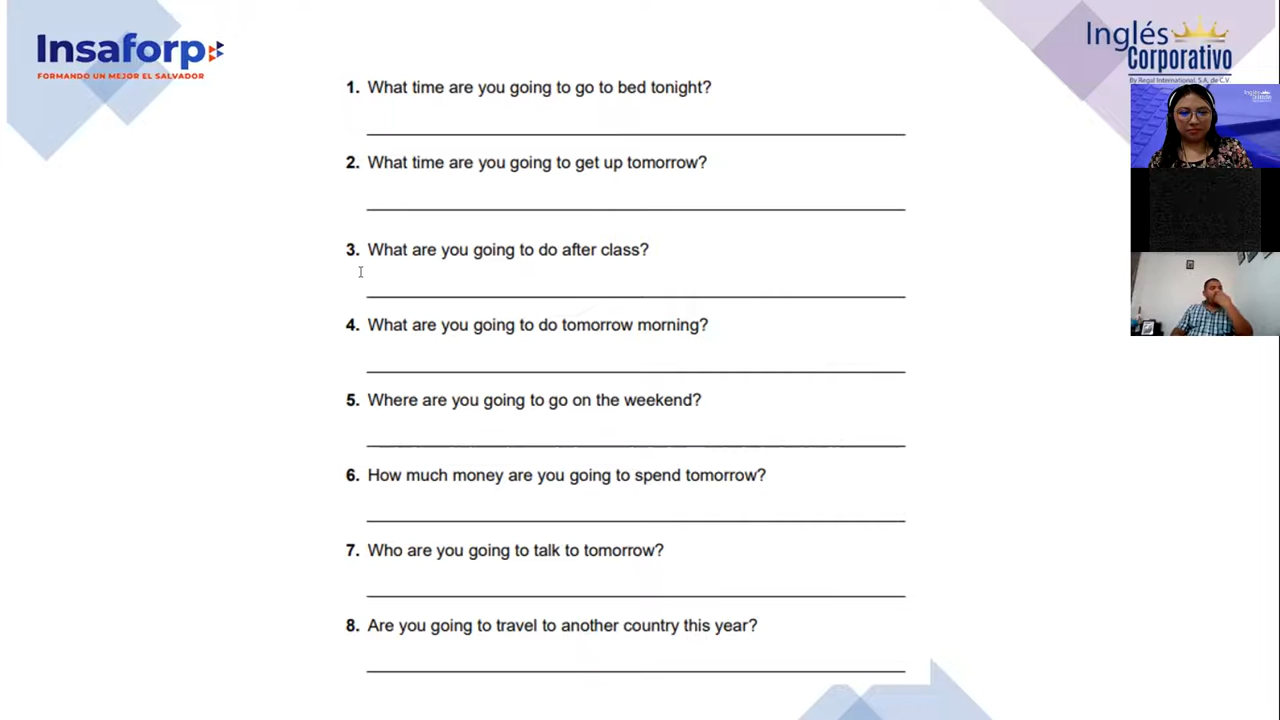 Insaforp
FORMANDO UN MEJOR EL SALVADOR
Inglés
Corporativo
By Regal International, S.A. de C.V
1. What time are you going to go to bed tonight?
2. What time are you going to get up tomorrow?
3. What are you going to do after class?
4. What are you going to do tomorrow morning?
5. Where are you going to go on the weekend?
6. How much money are you going to spend tomorrow?
7. Who are you going to talk to tomorrow?
8. Are you going to travel to another country this year?